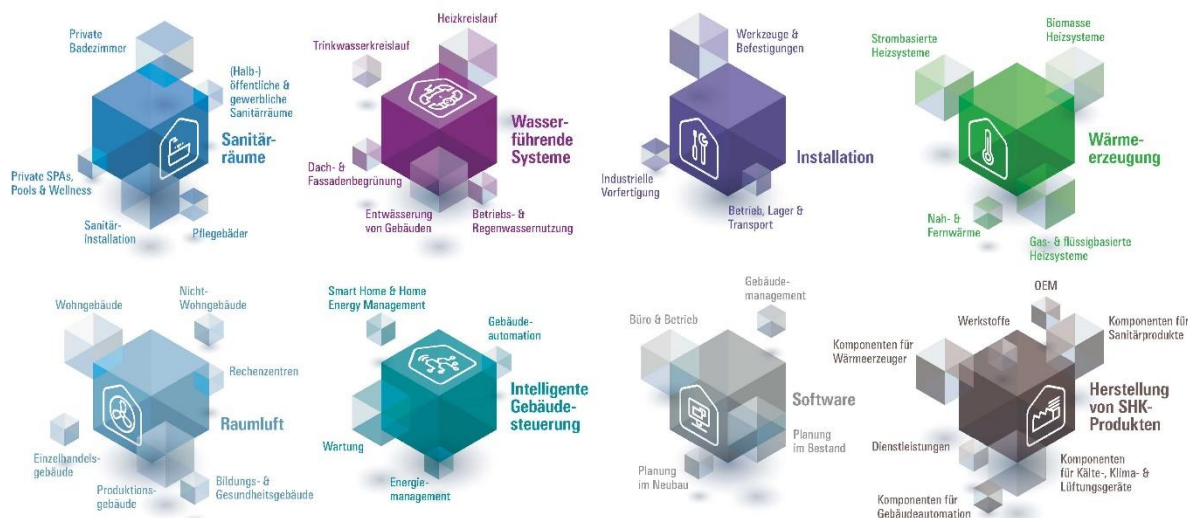 Private
Badezimmer
(Halb-)
öffentliche &
gewerbliche
Sanitärräume
Sanitär-
räume
Private SPAs,
Pools & Wellness
Sanitär-
installation
Pflegebäder
Heizkreislauf
Trinkwasserkreislauf
Wasser-
führende
Systeme
Dach- &
Fassadenbegrünung
Entwässerung
von Gebäuden
Betriebs- &
Regenwassernutzung
Werkzeuge &
Befestigungen
Installation
Industrielle
Vorfertigung
Betrieb, Lager &
Transport
Biomasse
Heizsysteme
Strombasierte
Heizsysteme
Wärme-
erzeugung
Nah- &
Fernwärme
Gas- & flüssigbasierte
Heizsysteme
Wohngebäude
Nicht-
Wohngebäude
Rechenzentren
Raumluft
Einzelhandels-
gebäude
Produktions-
gebäude
Bildungs- &
Gesundheitsgebäude
Smart Home & Home
Energy Management
Gebäude-
automation
Intelligente
Gebäude-
steuerung
Wartung
Energie-
management
Gebäude-
management
Büro & Betrieb
Software
Planung
im Bestand
Planung
im Neubau
OEM
Werkstoffe
Komponenten für
Sanitärprodukte
Komponenten für
Wärmeerzeuger
Herstellung
von SHK-
Produkten
Dienstleistungen
Komponenten
für Kälte-, Klima- &
Lüftungsgeräte
Komponenten für
Gebäudeautomation